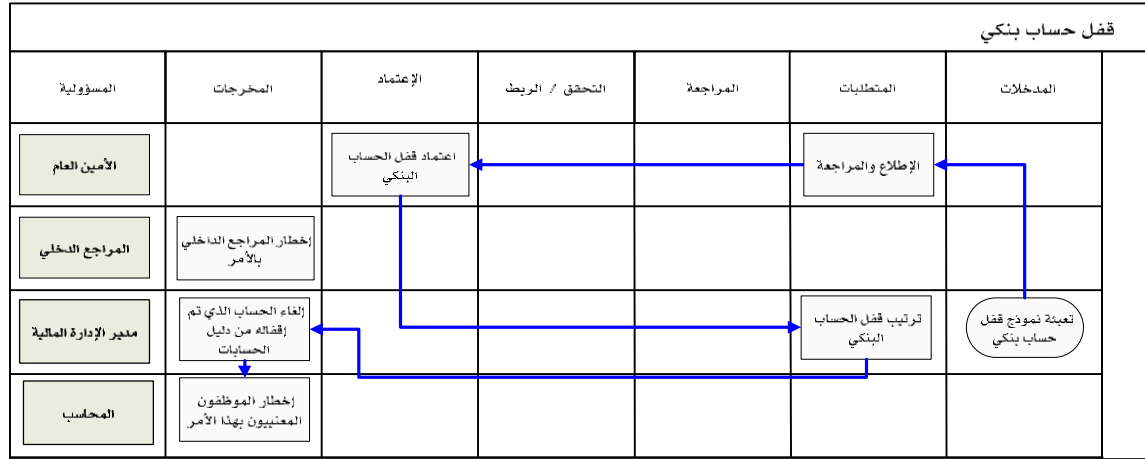 قفل حساب بنكي
المدخلات
المتطلبات
المراجعة
التحقق / الربط
الإعتماد
المخرجات
المسؤولية
الإطلاع والمراجعة
اعتماد قفل الحساب
البنكي
الأمين العام
إخطار المراجع الداخلي
بالأمر
المراجع الدخلي
تعبئة نموذج قفل
حساب بنكي
ترتيب قفل الحساب
البنكي
إلغاء الحساب الذي تم
إقفاله من دليل
الحسابات
مدير الإدارة المالية
إخطار الموظفون
المعنييون بهذا الأمر
المحاسب